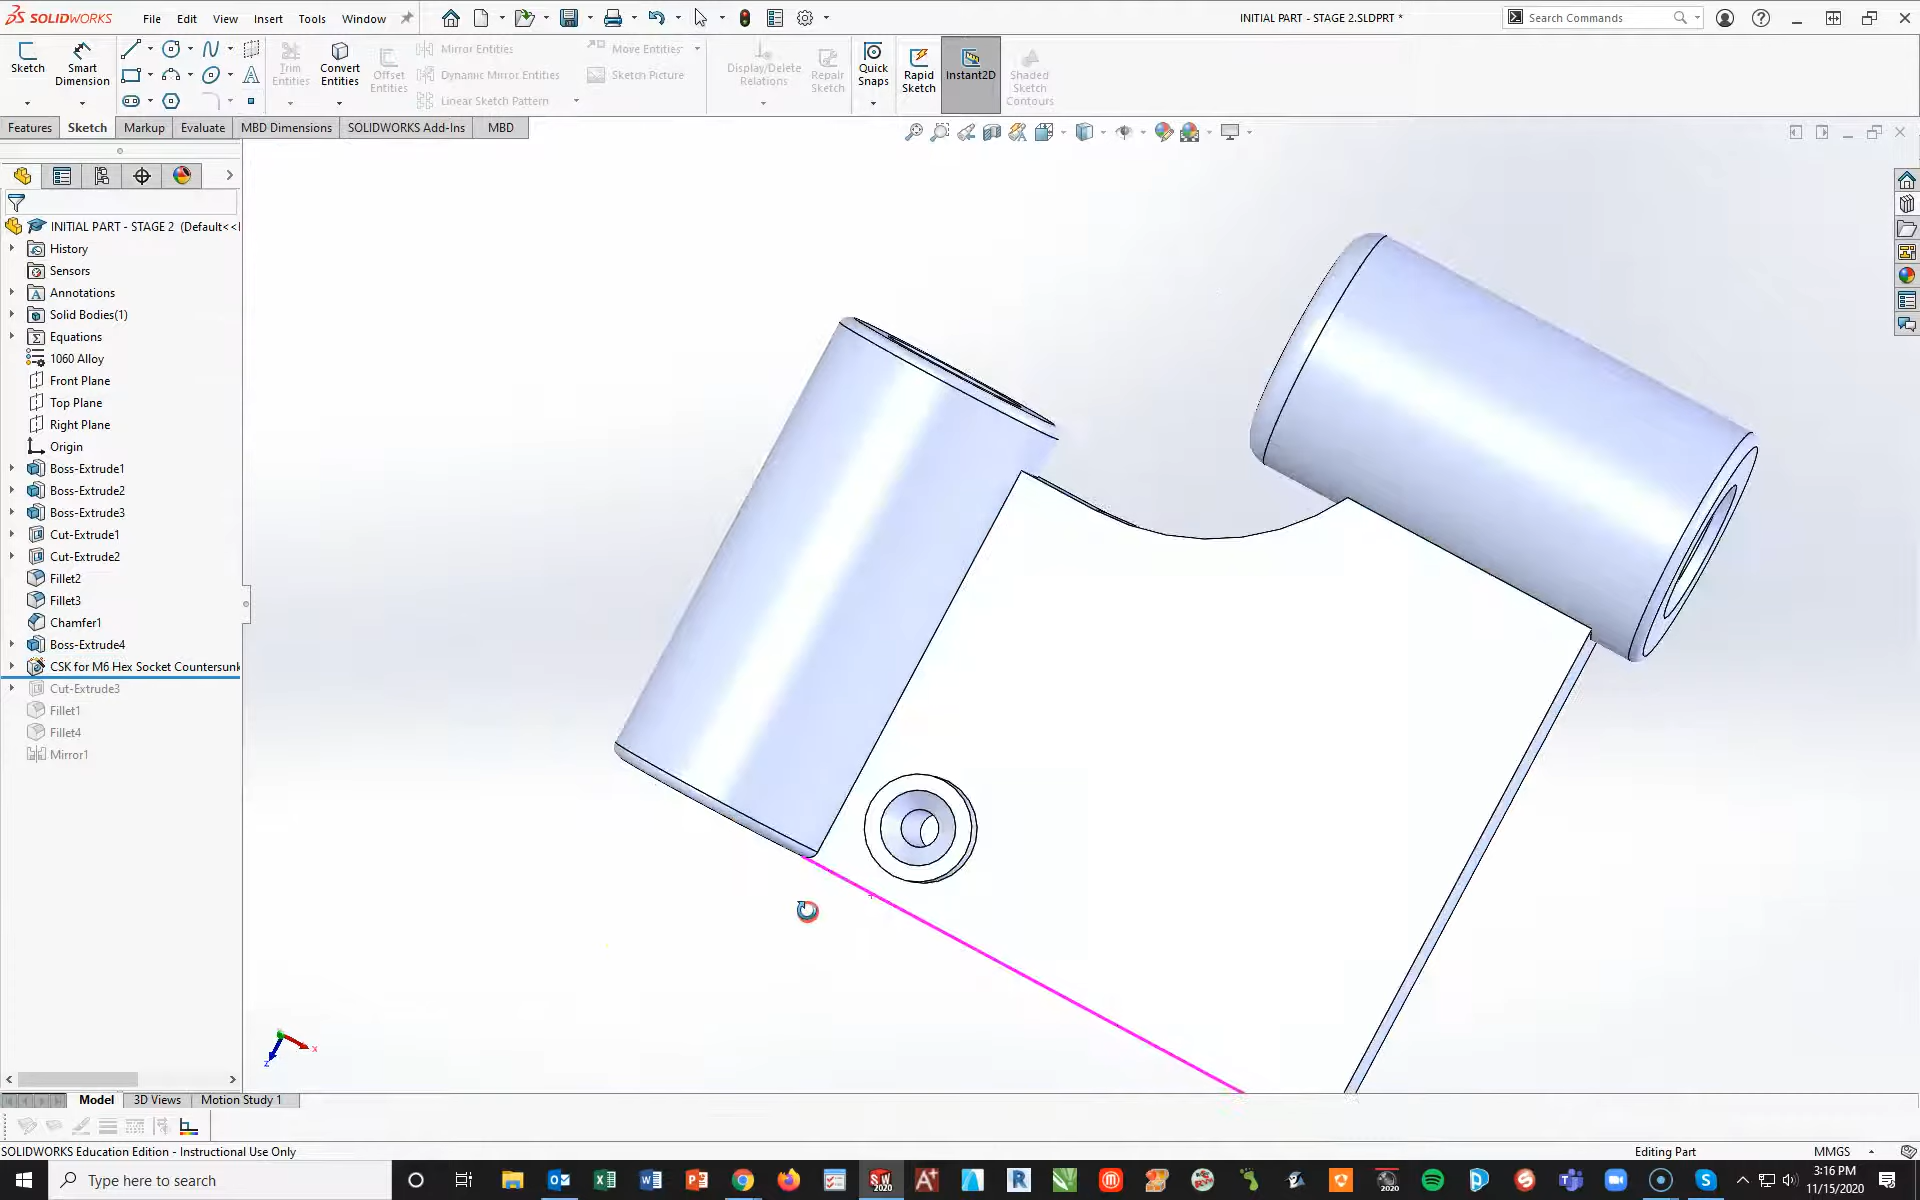 SOLIDWORKS File Edit View Insert Tools Window INITIAL PART - STAGE 2.SLDPRT * Search Commands
Sketch Smart Dimension Trim Entities Convert Entities Offset Entities Mirror Entities Dynamic Mirror Entities Linear Sketch Pattern Move Entities Sketch Picture Display/Delete Relations Repair Sketch Quick Snaps Rapid Sketch Instant2D Shaded Sketch Contours
Features Sketch Markup Evaluate MBD Dimensions SOLIDWORKS Add-Ins MBD
INITIAL PART - STAGE 2 (Default<<
History
Sensors
Annotations
Solid Bodies(1)
Equations
1060 Alloy
Front Plane
Top Plane
Right Plane
Origin
Boss-Extrude1
Boss-Extrude2
Boss-Extrude3
Cut-Extrude1
Cut-Extrude2
Fillet2
Fillet3
Chamfer1
Boss-Extrude4
CSK for M6 Hex Socket Countersunk
Cut-Extrude3
Fillet1
Fillet4
Mirror1
x
z
Model 3D Views Motion Study 1
SOLIDWORKS Education Edition - Instructional Use Only Editing Part MMGS
Type here to search
3:16 PM
11/15/2020